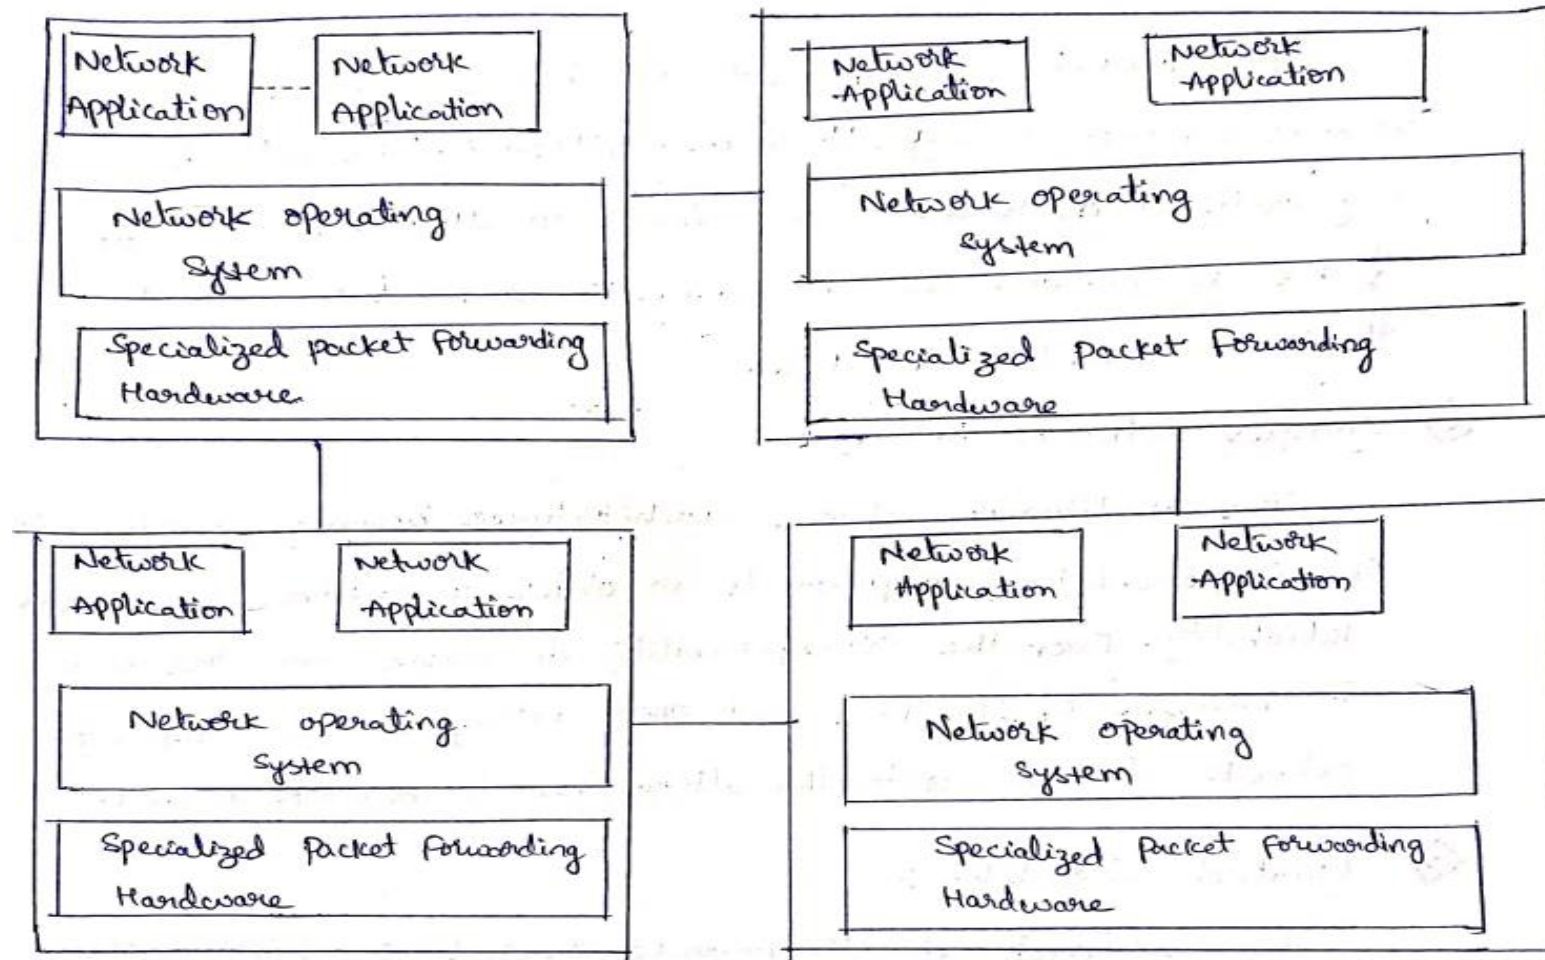 Network
Application
Network
Application
Network operating
System
Specialized packet Forwarding
Hardware
Network
Application
Network
Application
Network operating
System
Specialized packet Forwarding
Hardware
Network
Application
Network
Application
Network operating
System
Specialized Packet Forwarding
Hardware
Network
Application
Network
Application
Network operating
System
Specialized Packet Forwarding
Hardware